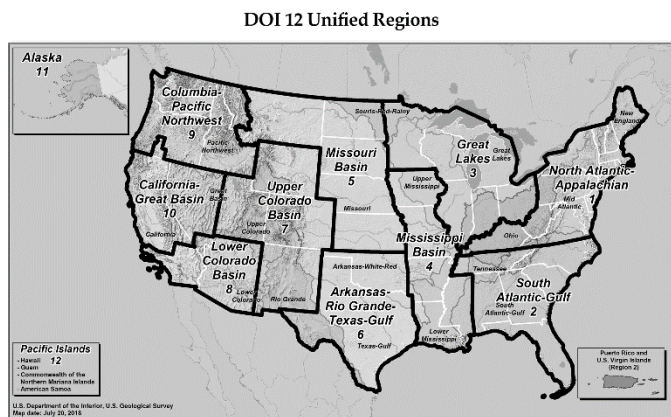 DOI 12 Unified Regions
Alaska
11
Columbia-
Pacific
Northwest
9
Pacific
Northwest
Souris-Red-Rainy
New
England
Missouri
Basin
5
Great
Lakes
3
Great
Lakes
North Atlantic-
Appalachian
1
Mid
Atlantic
California-
Great Basin
10
Great
Basin
California
Upper
Colorado
Basin
7
Upper
Colorado
Missouri
Upper
Mississippi
Ohio
Mississippi
Basin
4
Lower
Colorado
Basin
8
Lower
Colorado
Rio Grande
Arkansas-White-Red
Arkansas-
Rio Grande-
Texas-Gulf
6
Texas-Gulf
Lower
Mississippi
Tennessee
South
Atlantic-Gulf
2
South
Atlantic-Gulf
Pacific Islands
- Hawaii 12
- Guam
- Commonwealth of the
Northern Mariana Islands
- American Samoa
Puerto Rico and
U.S. Virgin Islands
(Region 2)
U.S. Department of the Interior, U.S. Geological Survey
Map date: July 20, 2018